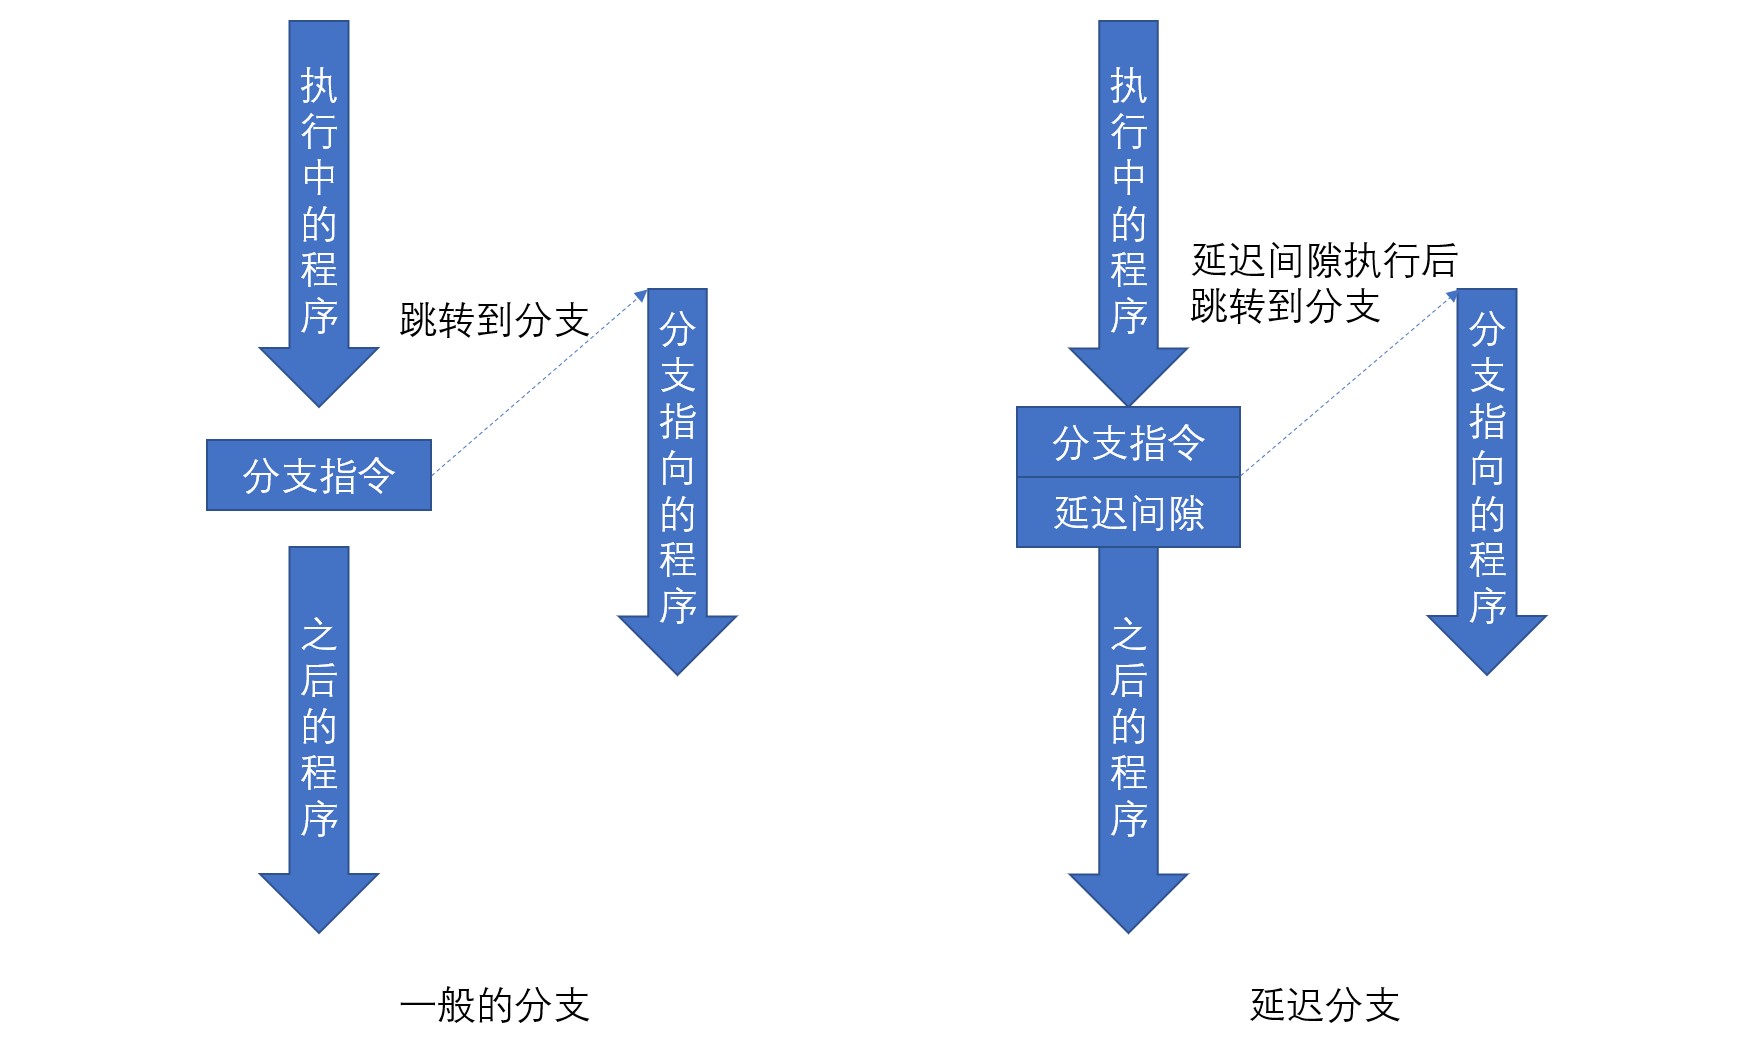 执行中的程序
跳转到分支
分支指令
分支指向的程序
之后的程序
一般的分支
执行中的程序
延迟间隙执行后
跳转到分支
分支指令
延迟间隙
分支指向的程序
之后的程序
延迟分支